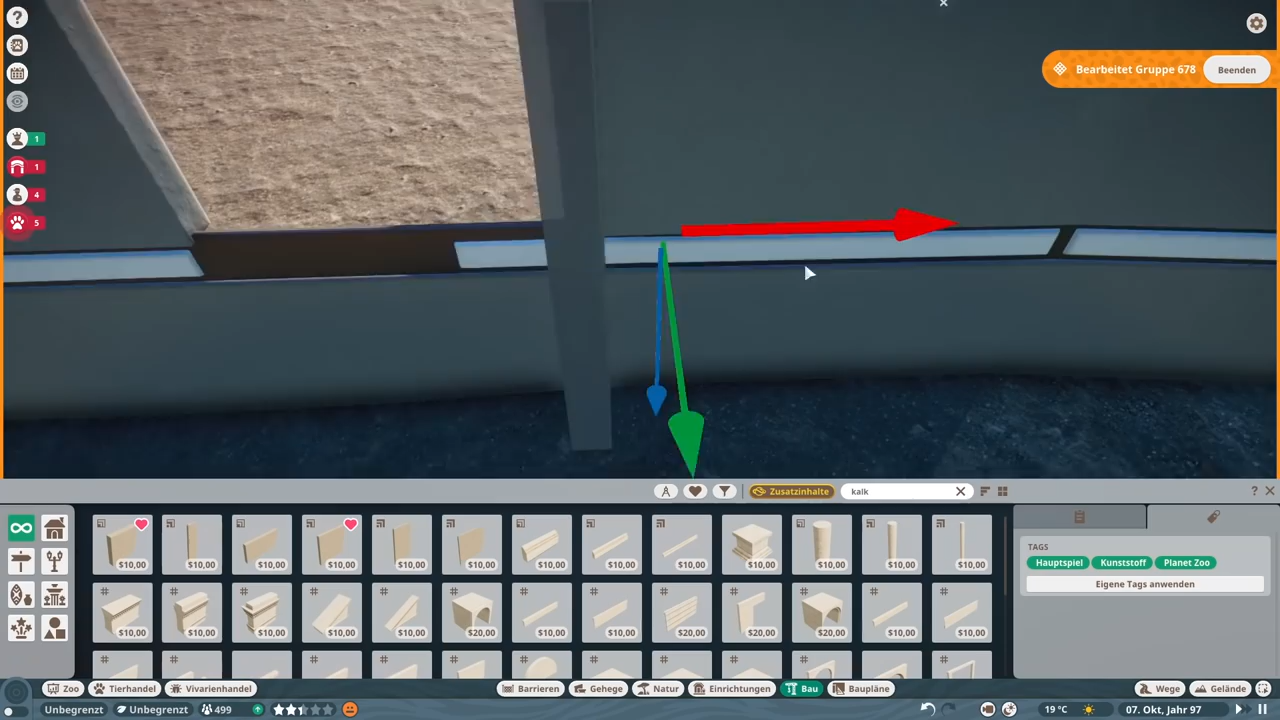 Bearbeitet Gruppe 678
Beenden
1
1
4
5
Zusatzinhalte
kalk
$10,00 $10,00 $10,00 $10,00 $10,00 $10,00 $10,00 $10,00 $10,00 $10,00 $10,00 $10,00 $10,00
$10,00 $10,00 $10,00 $10,00 $10,00 $20,00 $10,00 $10,00 $20,00 $10,00 $20,00 $10,00 $10,00
TAGS
Hauptspiel Kunststoff Planet Zoo
Eigene Tags anwenden
Zoo Tierhandel Vivarienhandel Barrieren Gehege Natur Einrichtungen Bau Baupläne Wege Gelände
Unbegrenzt Unbegrenzt 499 19 °C 07. Okt, Jahr 97